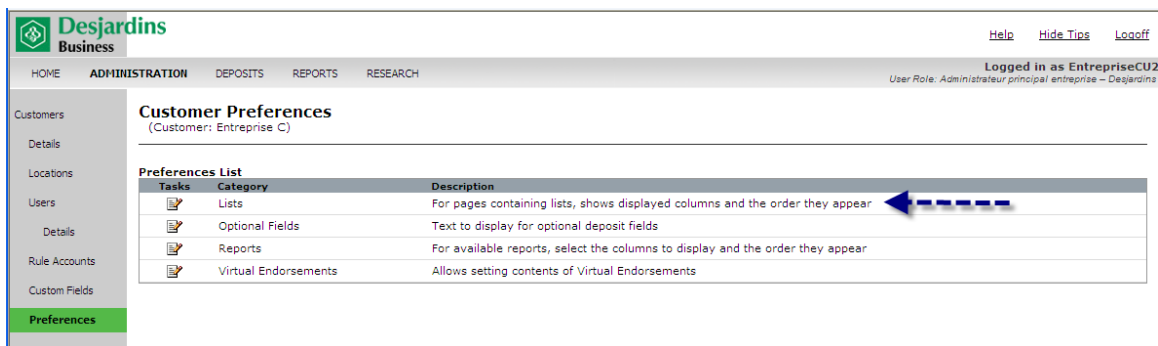 Desjardins
Business
Help Hide Tips Logoff
HOME ADMINISTRATION DEPOSITS REPORTS RESEARCH
Logged in as EntrepriseCU2
User Role: Administrateur principal entreprise – Desjardins
Customers
Details
Locations
Users
Details
Rule Accounts
Custom Fields
Preferences
Customer Preferences
(Customer: Entreprise C)
Preferences List
Tasks Category Description
Lists For pages containing lists, shows displayed columns and the order they appear
Optional Fields Text to display for optional deposit fields
Reports For available reports, select the columns to display and the order they appear
Virtual Endorsements Allows setting contents of Virtual Endorsements